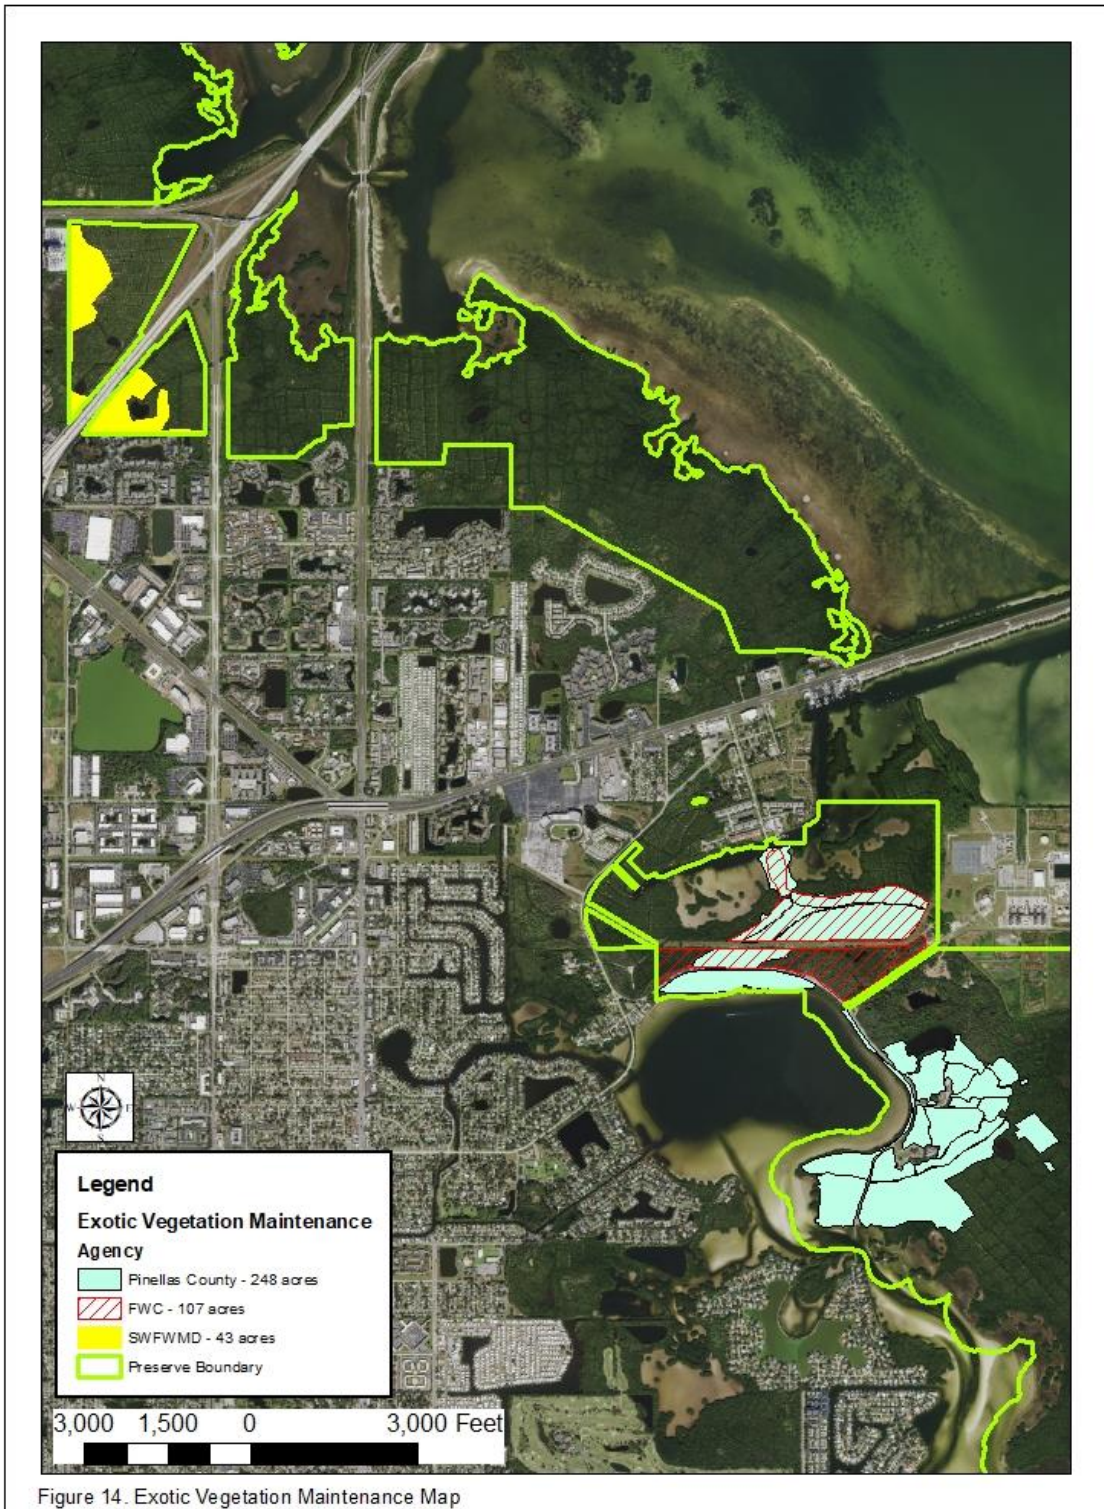 N
W E
S
Legend
Exotic Vegetation Maintenance
Agency
Pinellas County - 248 acres
FWC - 107 acres
SWFWMD - 43 acres
Preserve Boundary
3,000 1,500 0 3,000 Feet
Figure 14. Exotic Vegetation Maintenance Map